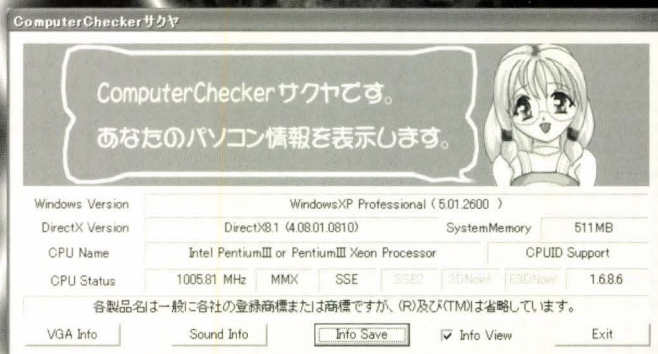 ComputerCheckerサクヤ
ComputerCheckerサクヤです。
あなたのパソコン情報を表示します。
Windows Version WindowsXP Professional ( 5.01.2600 )
DirectX Version DirectX8.1 (4.08.01.0810) SystemMemory 511MB
CPU Name Intel PentiumⅢ or PentiumⅢ Xeon Processor CPUID Support
CPU Status 1005.81 MHz MMX SSE SSE2 3DNow! E3DNow! 1.6.8.6
各製品名は一般に各社の登録商標または商標ですが、(R)及び(TM)は省略しています。
VGA Info Sound Info Info Save Info View Exit